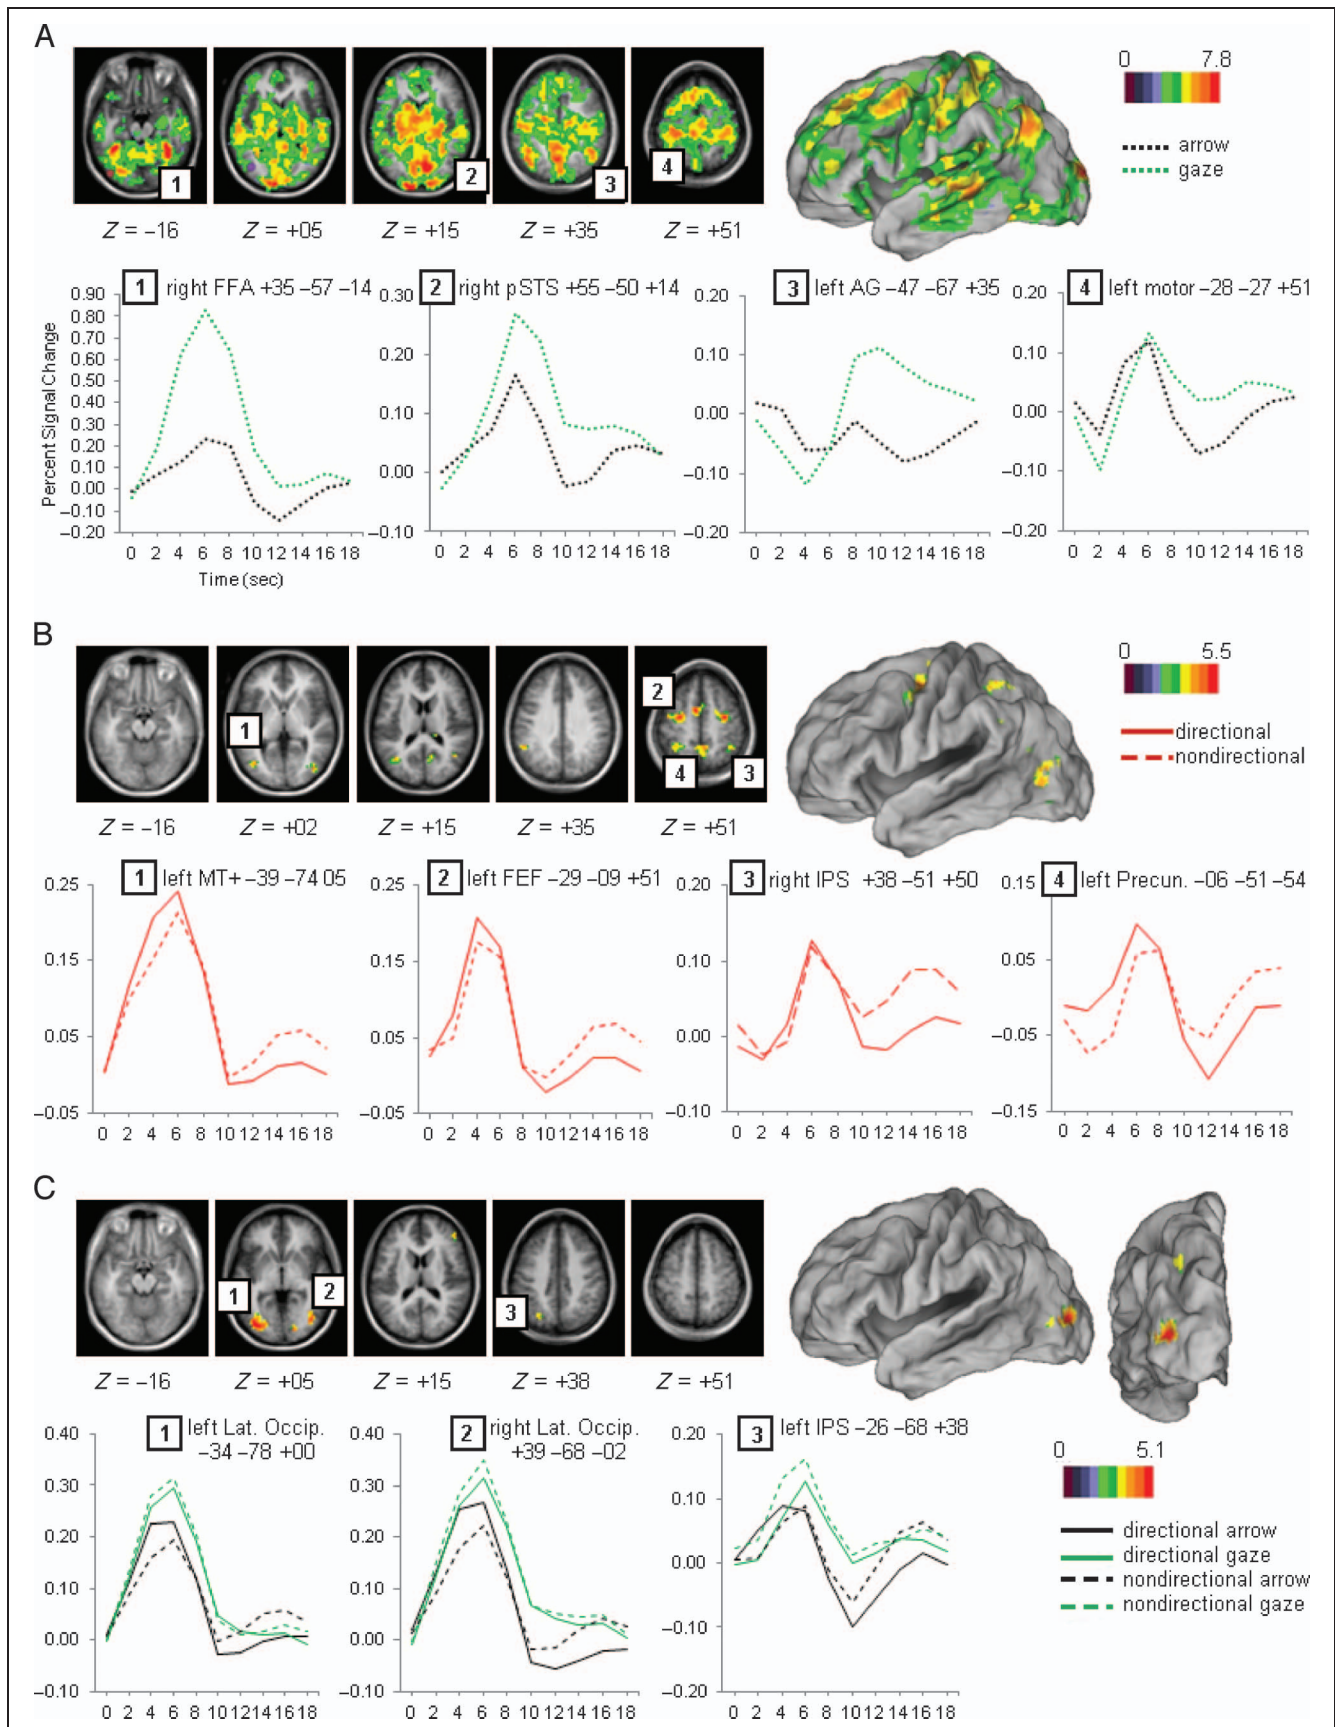 A
0 7.8
arrow
gaze
1 2 3 4
Z = –16 Z = +05 Z = +15 Z = +35 Z = +51
1 right FFA +35 –57 –14
2 right pSTS +55 –50 +14
3 left AG –47 –67 +35
4 left motor –28 –27 +51
Percent Signal Change
0.90
0.80
0.70
0.60
0.50
0.40
0.30
0.20
0.10
0.00
–0.10
–0.20
0 2 4 6 8 10 12 14 16 18
Time (sec)
0.30
0.20
0.10
0.00
–0.10
0 2 4 6 8 10 12 14 16 18
0.20
0.10
0.00
–0.10
–0.20
0 2 4 6 8 10 12 14 16 18
0.20
0.10
0.00
–0.10
–0.20
0 2 4 6 8 10 12 14 16 18
B
0 5.5
directional
nondirectional
1 2 4 3
Z = –16 Z = +02 Z = +15 Z = +35 Z = +51
1 left MT+ –39 –74 05
2 left FEF –29 –09 +51
3 right IPS +38 –51 +50
4 left Precun. –06 –51 –54
0.25
0.15
0.05
–0.05
0 2 4 6 8 10 12 14 16 18
0.25
0.15
0.05
–0.05
0 2 4 6 8 10 12 14 16 18
0.20
0.10
0.00
–0.10
0 2 4 6 8 10 12 14 16 18
0.15
0.05
–0.05
–0.15
0 2 4 6 8 10 12 14 16 18
C
1 2 3
Z = –16 Z = +05 Z = +15 Z = +38 Z = +51
1 left Lat. Occip.
–34 –78 +00
2 right Lat. Occip.
+39 –68 –02
3 left IPS –26 –68 +38
0.40
0.30
0.20
0.10
0.00
–0.10
0 2 4 6 8 10 12 14 16 18
0.40
0.30
0.20
0.10
0.00
–0.10
0 2 4 6 8 10 12 14 16 18
0.20
0.10
0.00
–0.10
–0.20
0 2 4 6 8 10 12 14 16 18
0 5.1
directional arrow
directional gaze
nondirectional arrow
nondirectional gaze